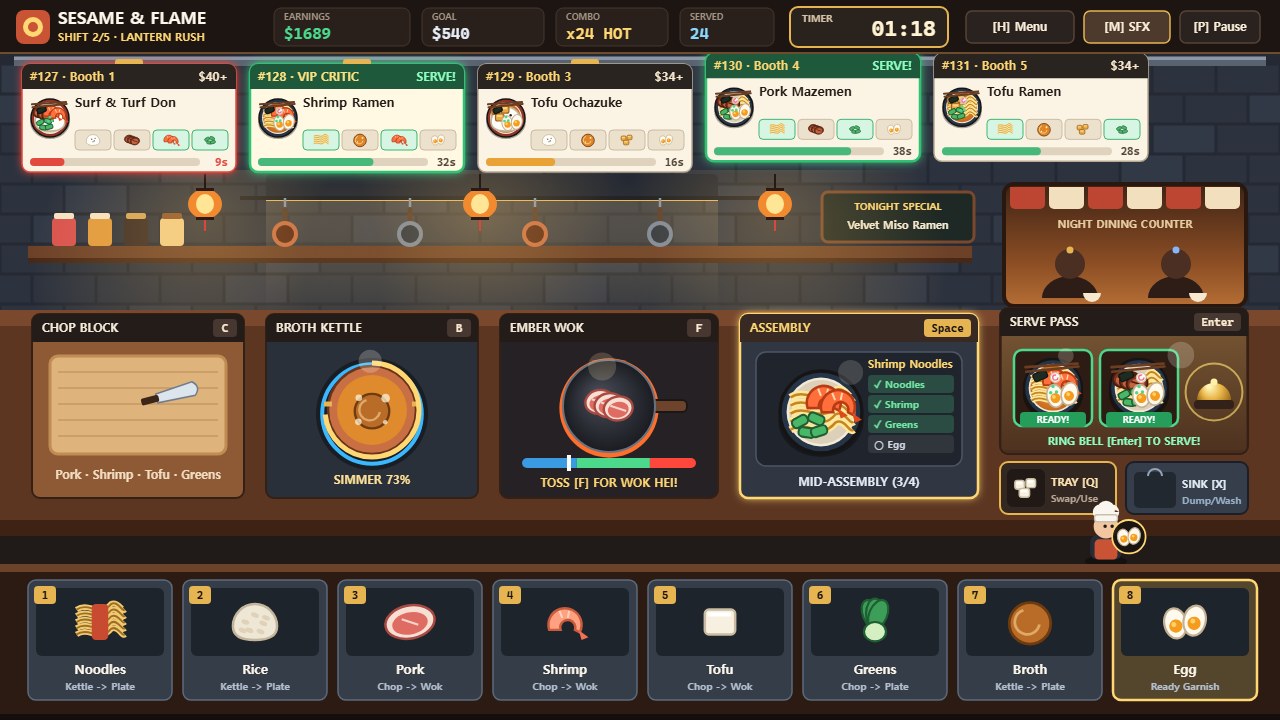 SESAME & FLAME
SHIFT 2/5 · LANTERN RUSH
EARNINGS
$1689
GOAL
$540
COMBO
x24 HOT
SERVED
24
TIMER
01:18
[H] Menu
[M] SFX
[P] Pause
#127 · Booth 1
$40+
Surf & Turf Don
9s
#128 · VIP CRITIC
SERVE!
Shrimp Ramen
32s
#129 · Booth 3
$34+
Tofu Ochazuke
16s
#130 · Booth 4
SERVE!
Pork Mazemen
38s
#131 · Booth 5
$34+
Tofu Ramen
28s
TONIGHT SPECIAL
Velvet Miso Ramen
NIGHT DINING COUNTER
CHOP BLOCK
C
Pork · Shrimp · Tofu · Greens
BROTH KETTLE
B
SIMMER 73%
EMBER WOK
F
TOSS [F] FOR WOK HEI!
ASSEMBLY
Space
Shrimp Noodles
✓ Noodles
✓ Shrimp
✓ Greens
○ Egg
MID-ASSEMBLY (3/4)
SERVE PASS
Enter
READY!
READY!
RING BELL [Enter] TO SERVE!
TRAY [Q]
Swap/Use
SINK [X]
Dump/Wash
1
Noodles
Kettle -> Plate
2
Rice
Kettle -> Plate
3
Pork
Chop -> Wok
4
Shrimp
Chop -> Wok
5
Tofu
Chop -> Wok
6
Greens
Chop -> Plate
7
Broth
Kettle -> Plate
8
Egg
Ready Garnish